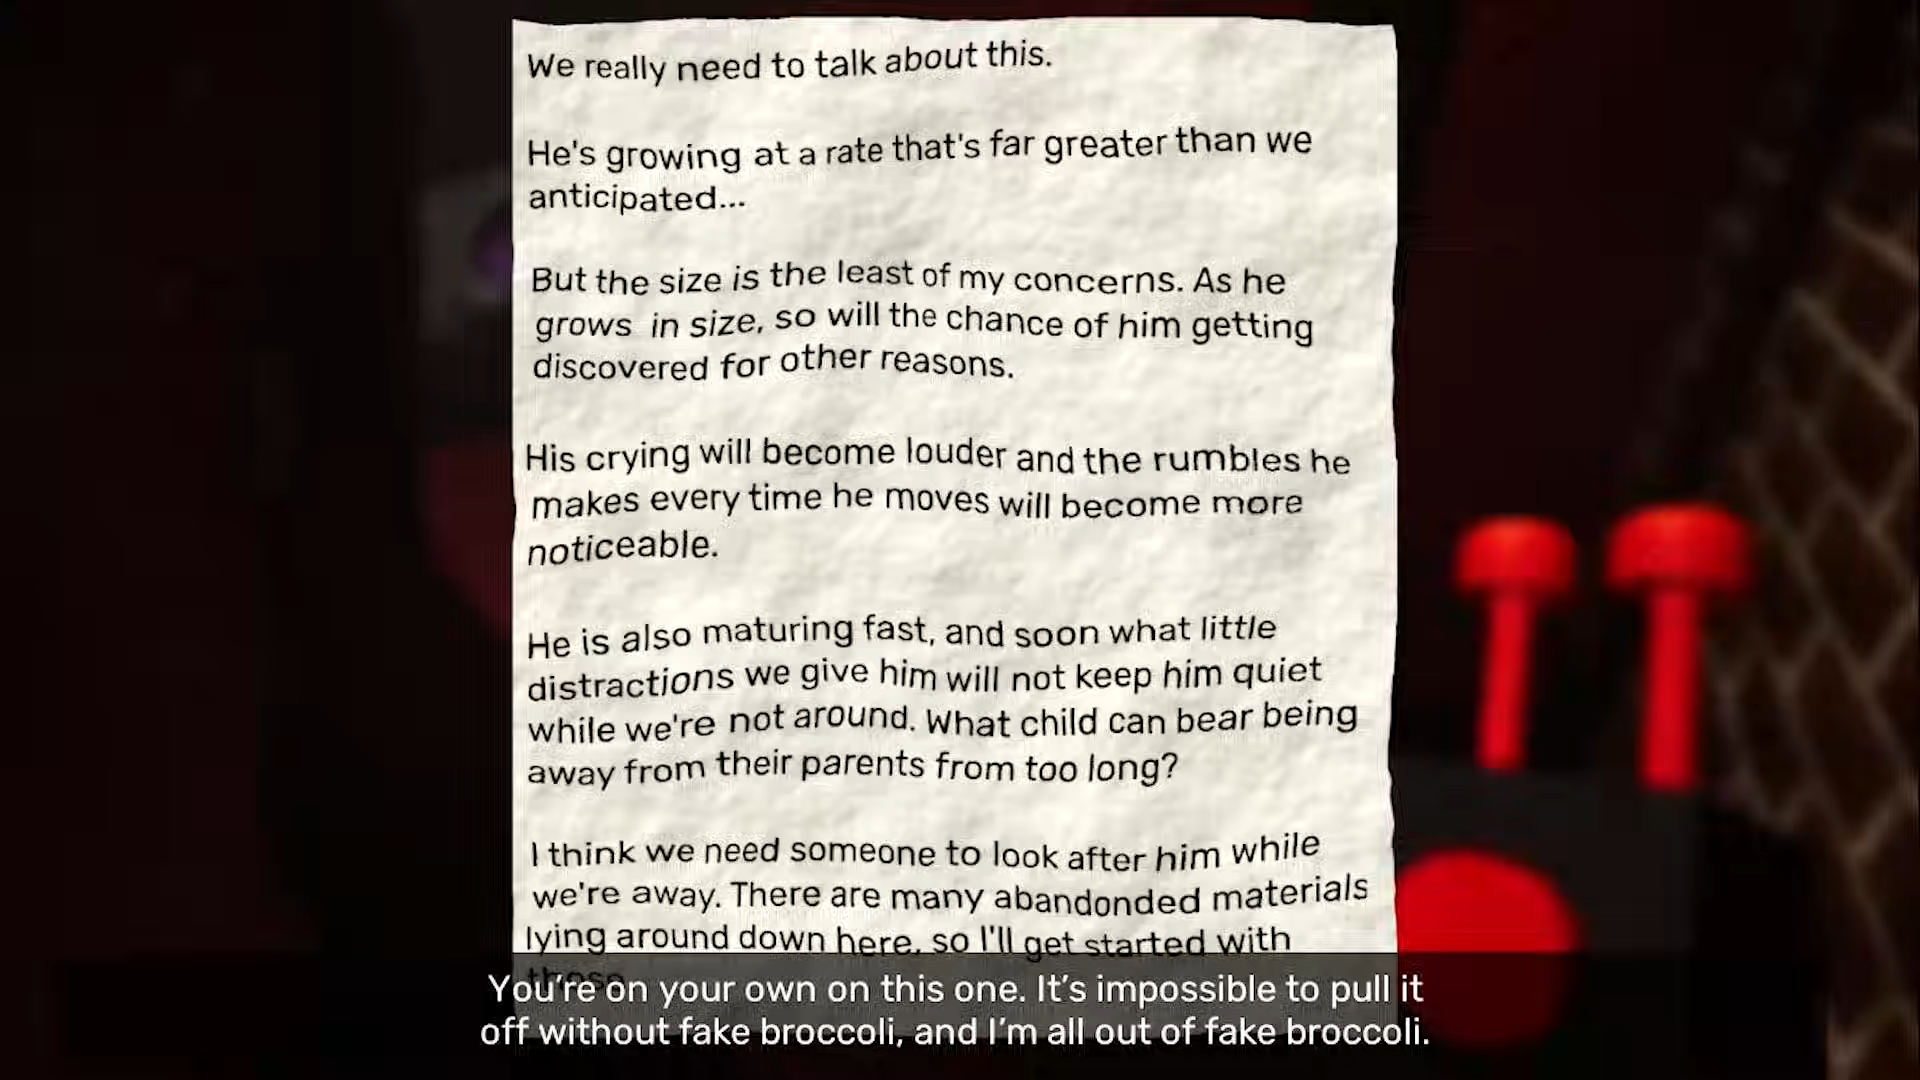 We really need to talk about this.
He's growing at a rate that's far greater than we
anticipated...
But the size is the least of my concerns. As he
grows in size, so will the chance of him getting
discovered for other reasons.
His crying will become louder and the rumbles he
makes every time he moves will become more
noticeable.
He is also maturing fast, and soon what little
distractions we give him will not keep him quiet
while we're not around. What child can bear being
away from their parents from too long?
I think we need someone to look after him while
we're away. There are many abandonded materials
lying around down here, so I'll get started with
those
You're on your own on this one. It's impossible to pull it
off without fake broccoli, and I'm all out of fake broccoli.